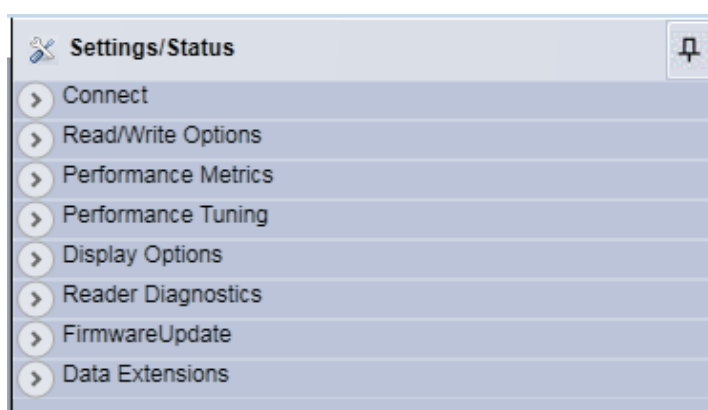 Settings/Status
Connect
Read/Write Options
Performance Metrics
Performance Tuning
Display Options
Reader Diagnostics
FirmwareUpdate
Data Extensions